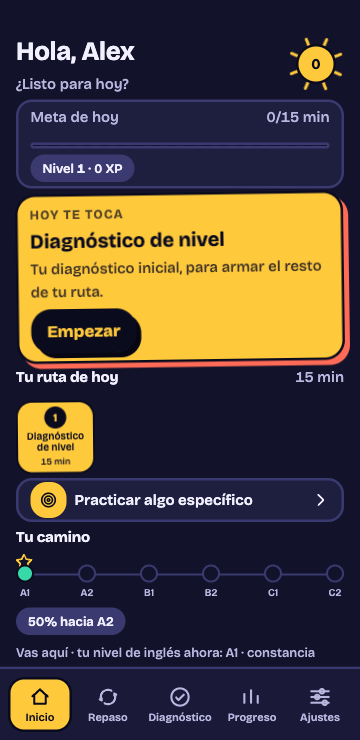 Hola, Alex
0
¿Listo para hoy?
Meta de hoy 0/15 min
Nivel 1 · 0 XP
HOY TE TOCA
Diagnóstico de nivel
Tu diagnóstico inicial, para armar el resto
de tu ruta.
Empezar
Tu ruta de hoy 15 min
1
Diagnóstico
de nivel
15 min
Practicar algo específico
Tu camino
A1 A2 B1 B2 C1 C2
50% hacia A2
Vas aquí · tu nivel de inglés ahora: A1 · constancia
Inicio Repaso Diagnóstico Progreso Ajustes